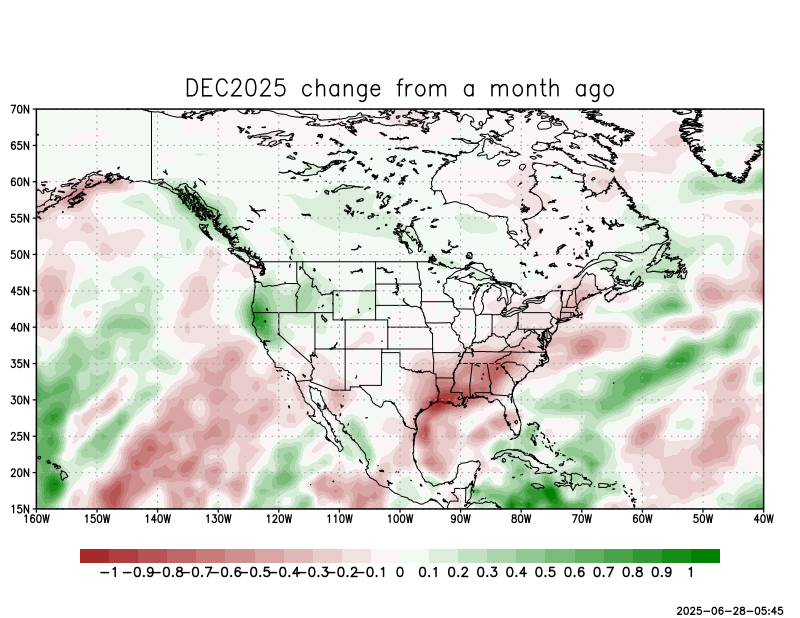 DEC2025 change from a month ago
70N
65N
60N
55N
50N
45N
40N
35N
30N
25N
20N
15N
160W 150W 140W 130W 120W 110W 100W 90W 80W 70W 60W 50W 40W
-1 -0.9 -0.8 -0.7 -0.6 -0.5 -0.4 -0.3 -0.2 -0.1 0 0.1 0.2 0.3 0.4 0.5 0.6 0.7 0.8 0.9 1
2025-06-28-05:45